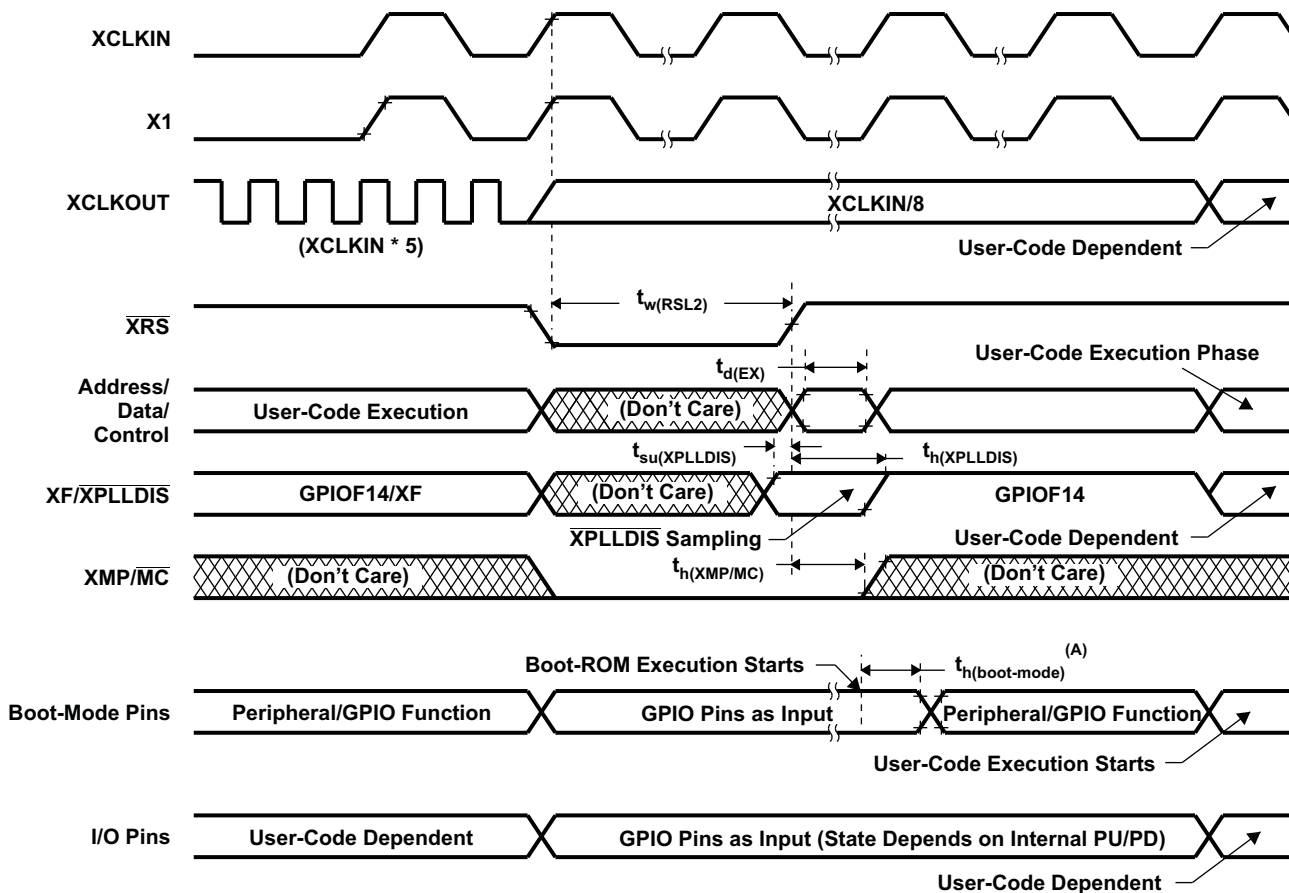 XCLKIN
X1
XCLKOUT
XCLKIN/8
(XCLKIN * 5)
User-Code Dependent
XRS
tw(RSL2)
td(EX)
User-Code Execution Phase
Address/
Data/
Control
User-Code Execution
(Don't Care)
tsu(XPLLDIS)
th(XPLLDIS)
XF/XPLLDIS
GPIOF14/XF
(Don't Care)
GPIOF14
XPLLDIS Sampling
User-Code Dependent
XMP/MC
(Don't Care)
th(XMP/MC)
(Don't Care)
Boot-ROM Execution Starts
th(boot-mode)(A)
Boot-Mode Pins
Peripheral/GPIO Function
GPIO Pins as Input
Peripheral/GPIO Function
User-Code Execution Starts
I/O Pins
User-Code Dependent
GPIO Pins as Input (State Depends on Internal PU/PD)
User-Code Dependent